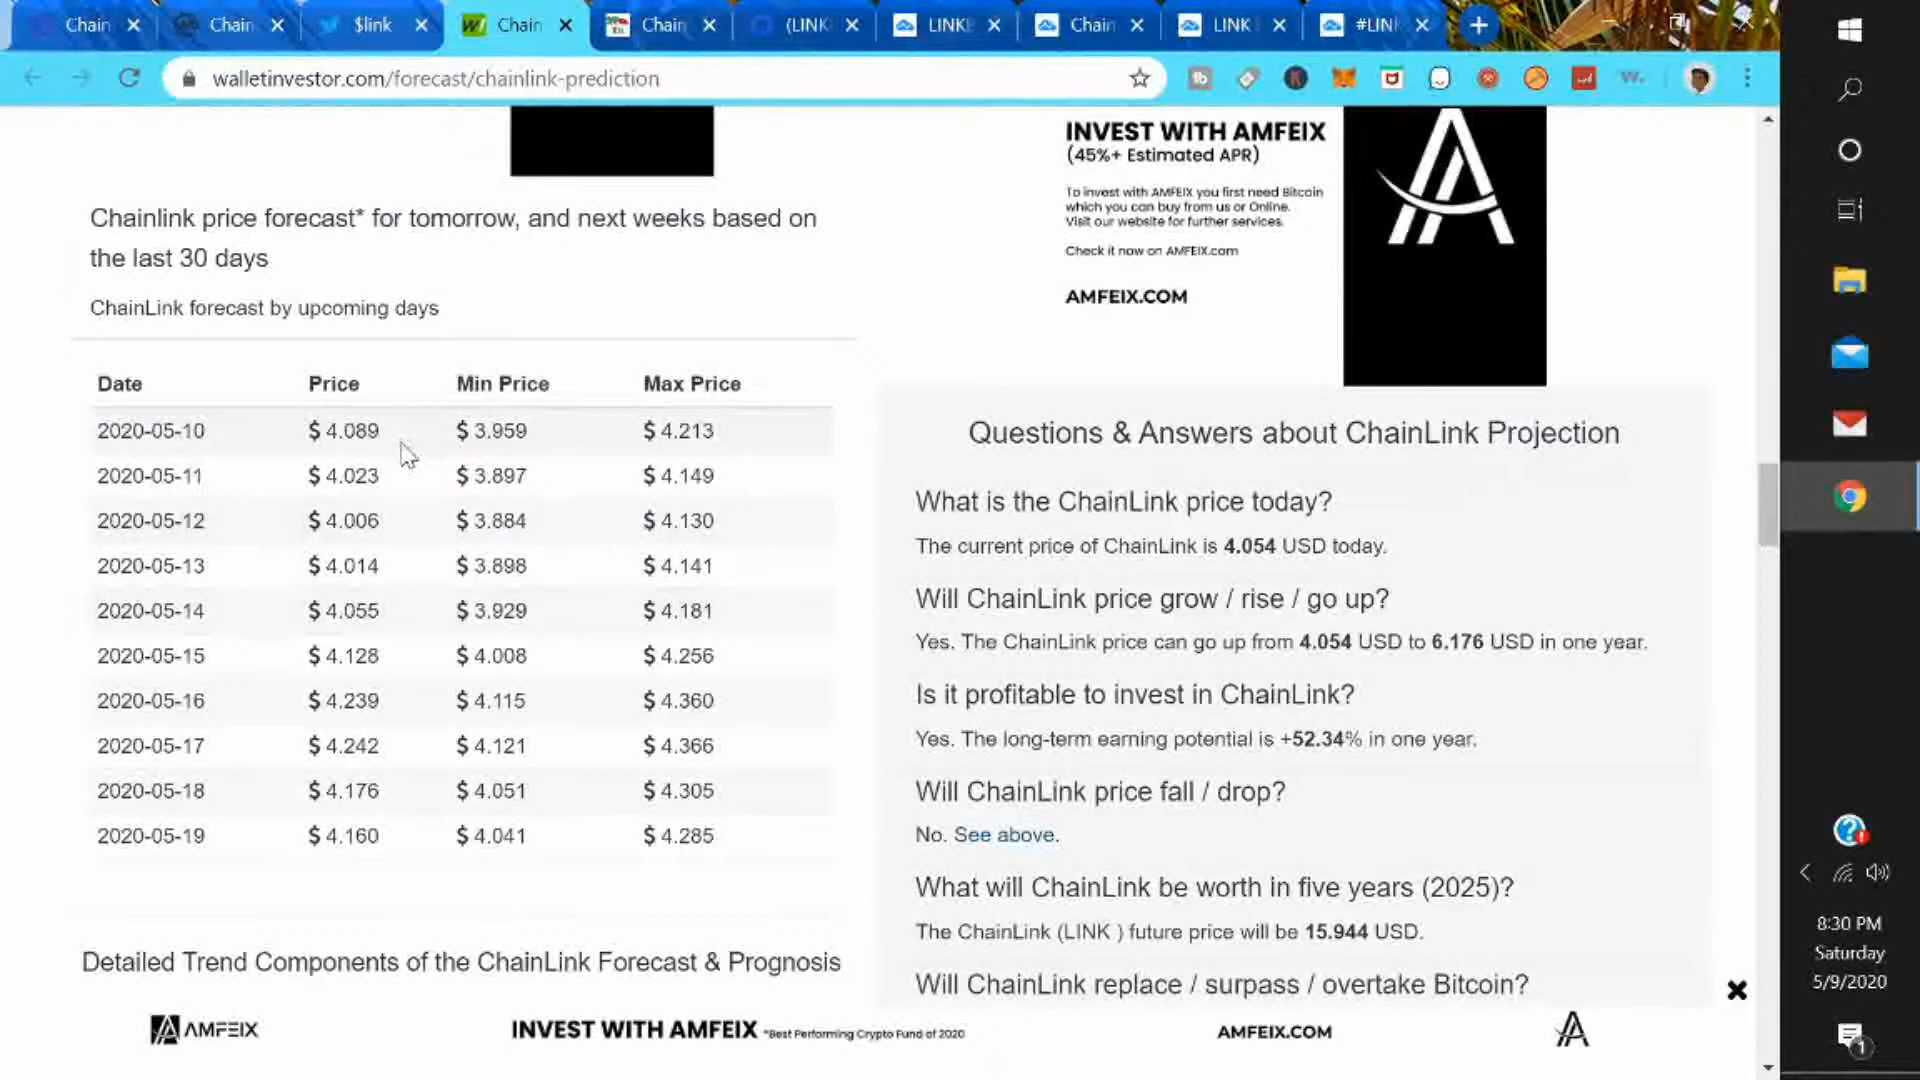 Chain
Chain
$link
Chain
Chain
(LINK
LINK
Chain
LINK
#LINK
walletinvestor.com/forecast/chainlink-prediction
INVEST WITH AMFEIX
(45%+ Estimated APR)
To invest with AMFEIX you first need Bitcoin
which you can buy from us or Online.
Visit our website for further services.
Check it now on AMFEIX.com
AMFEIX.COM
Chainlink price forecast* for tomorrow, and next weeks based on
the last 30 days
ChainLink forecast by upcoming days
Date Price Min Price Max Price
2020-05-10 $ 4.089 $ 3.959 $ 4.213
2020-05-11 $ 4.023 $ 3.897 $ 4.149
2020-05-12 $ 4.006 $ 3.884 $ 4.130
2020-05-13 $ 4.014 $ 3.898 $ 4.141
2020-05-14 $ 4.055 $ 3.929 $ 4.181
2020-05-15 $ 4.128 $ 4.008 $ 4.256
2020-05-16 $ 4.239 $ 4.115 $ 4.360
2020-05-17 $ 4.242 $ 4.121 $ 4.366
2020-05-18 $ 4.176 $ 4.051 $ 4.305
2020-05-19 $ 4.160 $ 4.041 $ 4.285
Detailed Trend Components of the ChainLink Forecast & Prognosis
Questions & Answers about ChainLink Projection
What is the ChainLink price today?
The current price of ChainLink is 4.054 USD today.
Will ChainLink price grow / rise / go up?
Yes. The ChainLink price can go up from 4.054 USD to 6.176 USD in one year.
Is it profitable to invest in ChainLink?
Yes. The long-term earning potential is +52.34% in one year.
Will ChainLink price fall / drop?
No. See above.
What will ChainLink be worth in five years (2025)?
The ChainLink (LINK ) future price will be 15.944 USD.
Will ChainLink replace / surpass / overtake Bitcoin?
AMFEIX
INVEST WITH AMFEIX *Best Performing Crypto Fund of 2020
AMFEIX.COM
8:30 PM
Saturday
5/9/2020
1